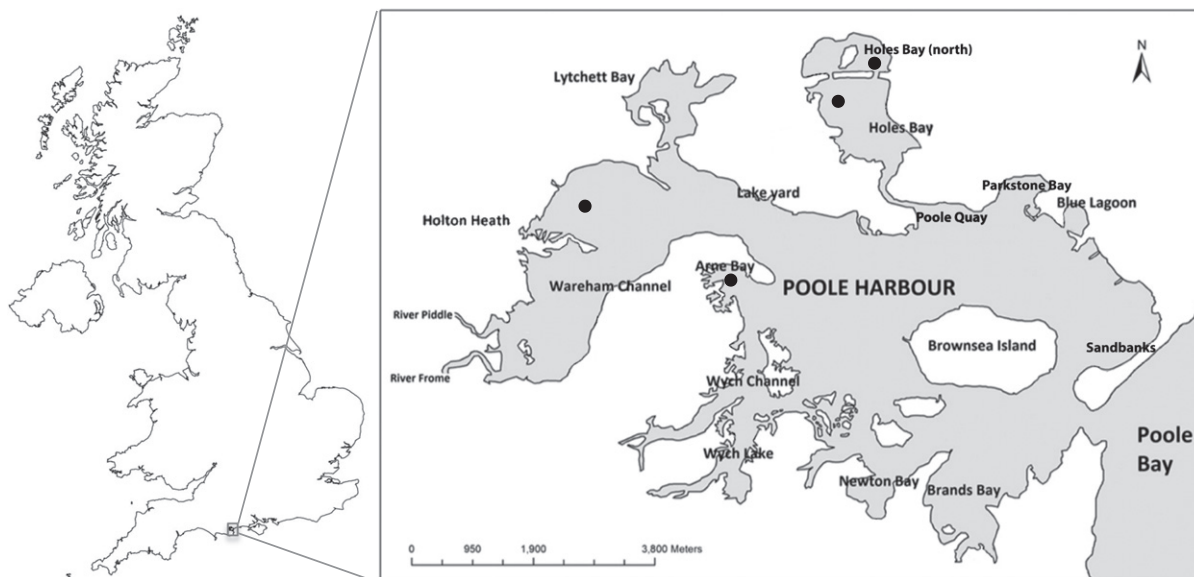 Holes Bay (north)
N
Lytchett Bay
Holes Bay
Parkstone Bay
Lake yard
Blue Lagoon
Holton Heath
Poole Quay
Arne Bay
Wareham Channel
POOLE HARBOUR
River Piddle
Brownsea Island
Sandbanks
River Frome
Wych Channel
Poole
Bay
Wych Lake
Newton Bay
Brands Bay
0 950 1,900 3,800 Meters